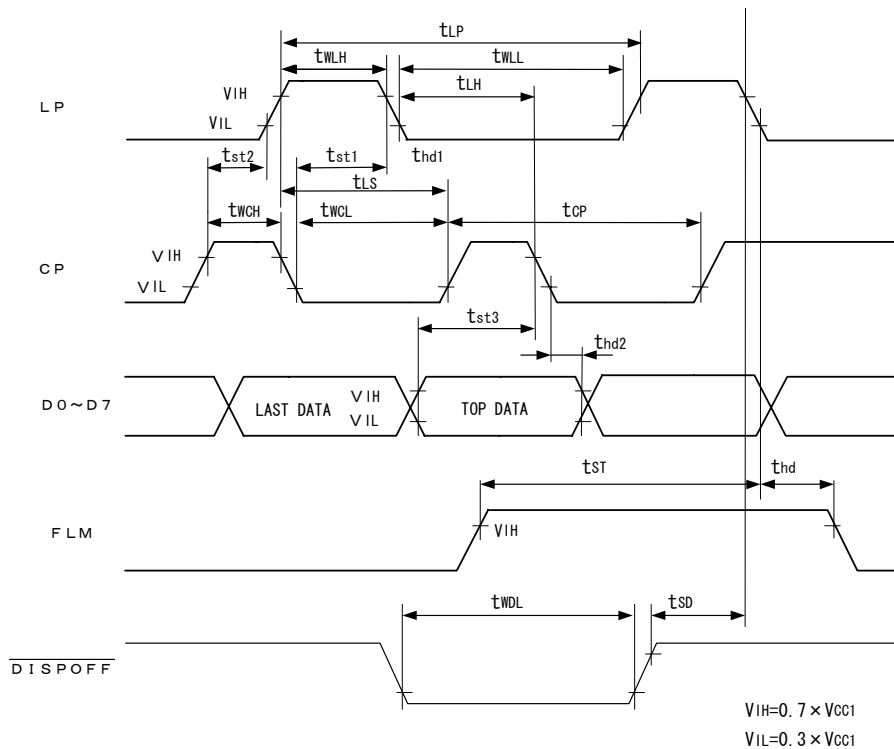 tLP
tWLH
tWLL
tLH
LP
VIH
VIL
tst2
tst1
thd1
tLS
tWCH
tWCL
tCP
CP
VIH
VIL
tst3
thd2
D0~D7
LAST DATA
VIH
VIL
TOP DATA
tST
thd
FLM
VIH
tWDL
tSD
DISPOFF
VIH=0.7×VCC1
VIL=0.3×VCC1